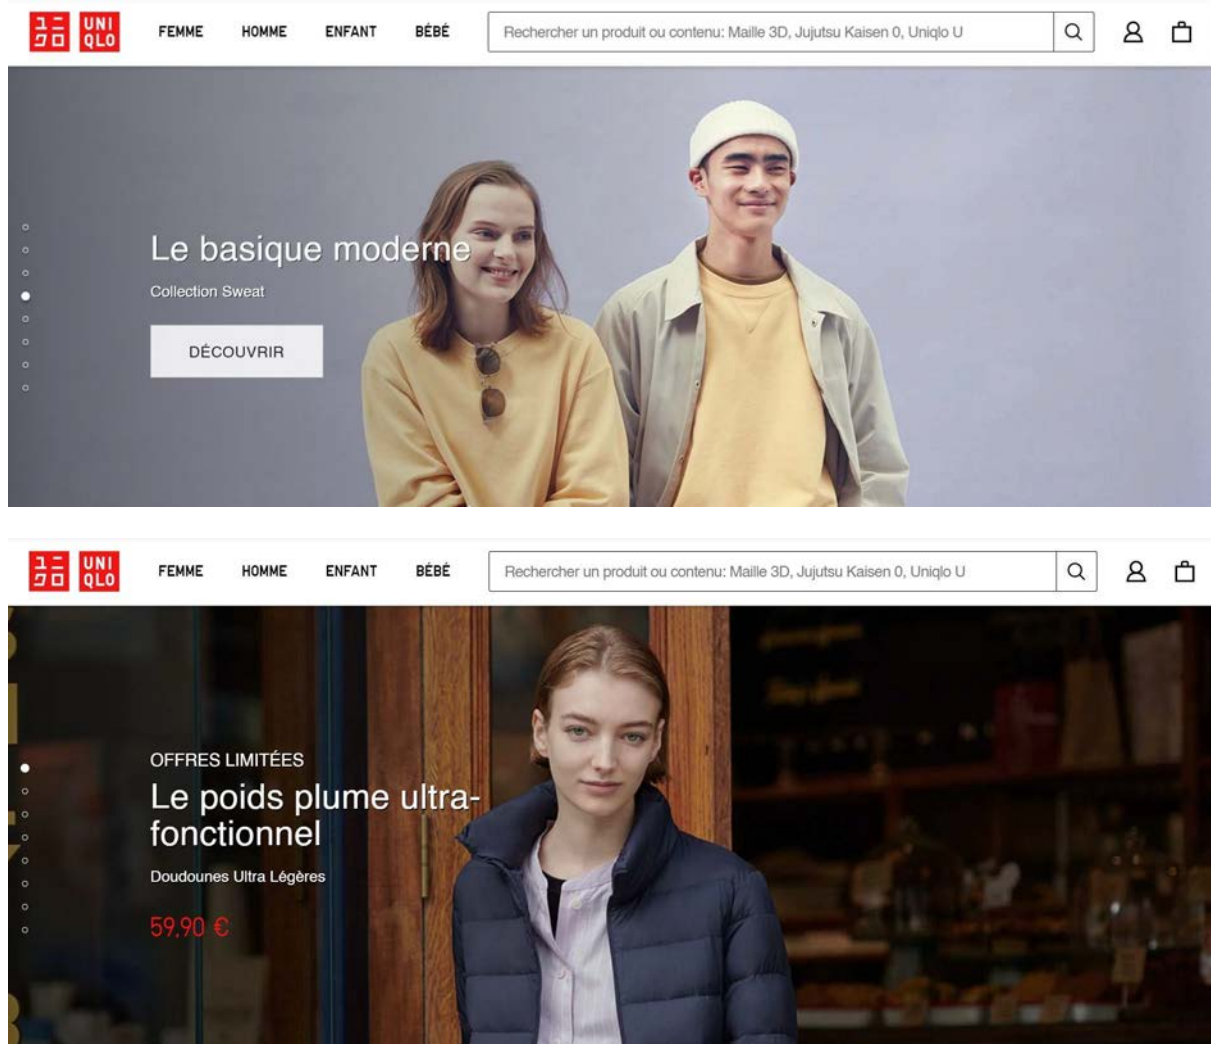 ユニ UNI
クロ QLO
FEMME HOMME ENFANT BÉBÉ Rechercher un produit ou contenu: Maille 3D, Jujutsu Kaisen 0, Uniqlo U
Le basique moderne
Collection Sweat
DÉCOUVRIR
ユニ UNI
クロ QLO
FEMME HOMME ENFANT BÉBÉ Rechercher un produit ou contenu: Maille 3D, Jujutsu Kaisen 0, Uniqlo U
OFFRES LIMITÉES
Le poids plume ultra-
fonctionnel
Doudounes Ultra Légères
59,90 €